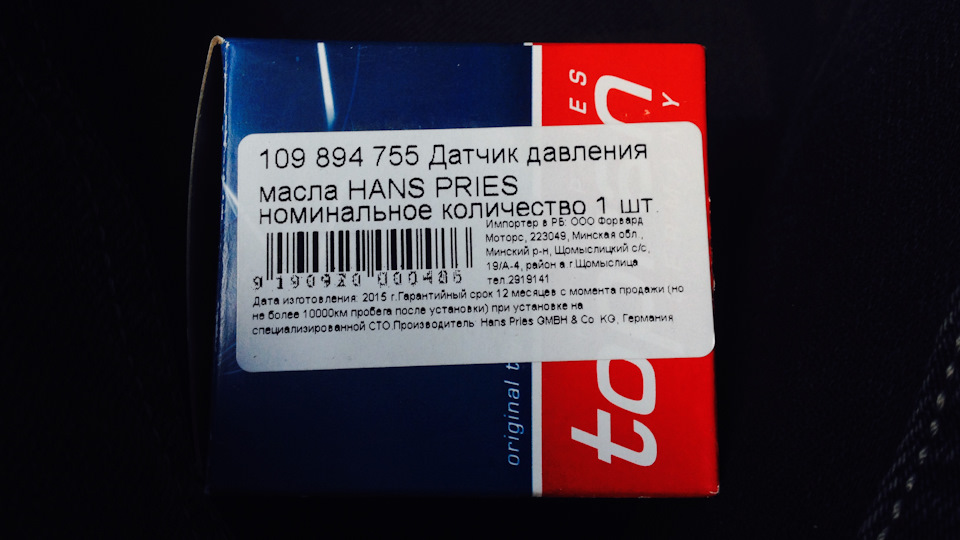 109 894 755 Датчик давления
масла HANS PRIES
номинальное количество 1 шт.
Импортер в РБ: ООО Форвард
Моторс, 223049, Минская обл.,
Минский р-н, Щомыслицкий с/с,
19/А-4, район а.г.Щомыслица
тел.2919141
9 190920 000486
Дата изготовления: 2015 г.Гарантийный срок 12 месяцев с момента продажи (но
не более 10000км пробега после установки) при установке на
специализированной СТО.Производитель: Hans Pries GMBH & Co. KG, Германия
original